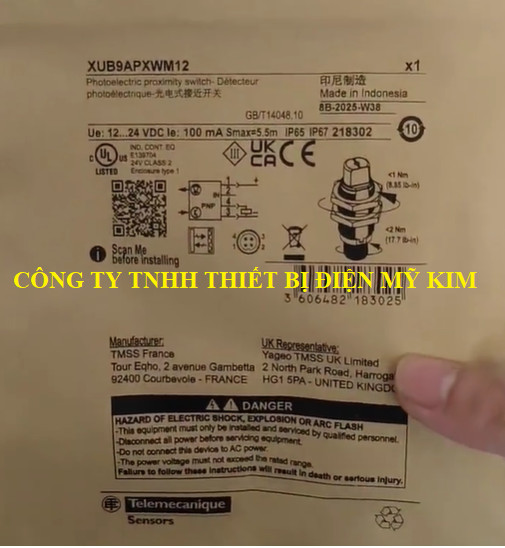 XUB9APXWM12 x1
Photoelectric proximity switch- Détecteur
photoélectrique-光电式接近开关
印尼制造
Made in Indonesia
GB/T14048.10
8B-2025-W38
Ue: 12...24 VDC Ie: 100 mA Smax=5.5m IP65 IP67 218302
c UL us
LISTED
IND. CONT. EQ
E139704
24V CLASS 2
Enclosure type 1
III
UK
CA
CE
10
<1 Nm
(8.85 lb-in)
PNP
1
2
4
3
<2 Nm
(17.7 lb-in)
i Scan Me
before installing
CÔNG TY TNHH THIẾT BỊ ĐIỆN MỸ KIM
3 606482 183025
Manufacturer:
TMSS France
Tour Eqho, 2 avenue Gambetta
92400 Courbevoie - FRANCE
UK Representative:
Yageo TMSS UK Limited
2 North Park Road, Harroga
HG1 5PA - UNITED KINGDO
DANGER
HAZARD OF ELECTRIC SHOCK, EXPLOSION OR ARC FLASH
-This equipment must only be installed and serviced by qualified personnel.
-Disconnect all power before servicing equipment.
-Do not connect this device to AC power.
-The power voltage must not exceed the rated range.
Failure to follow these instructions will result in death or serious injury.
Telemecanique
Sensors